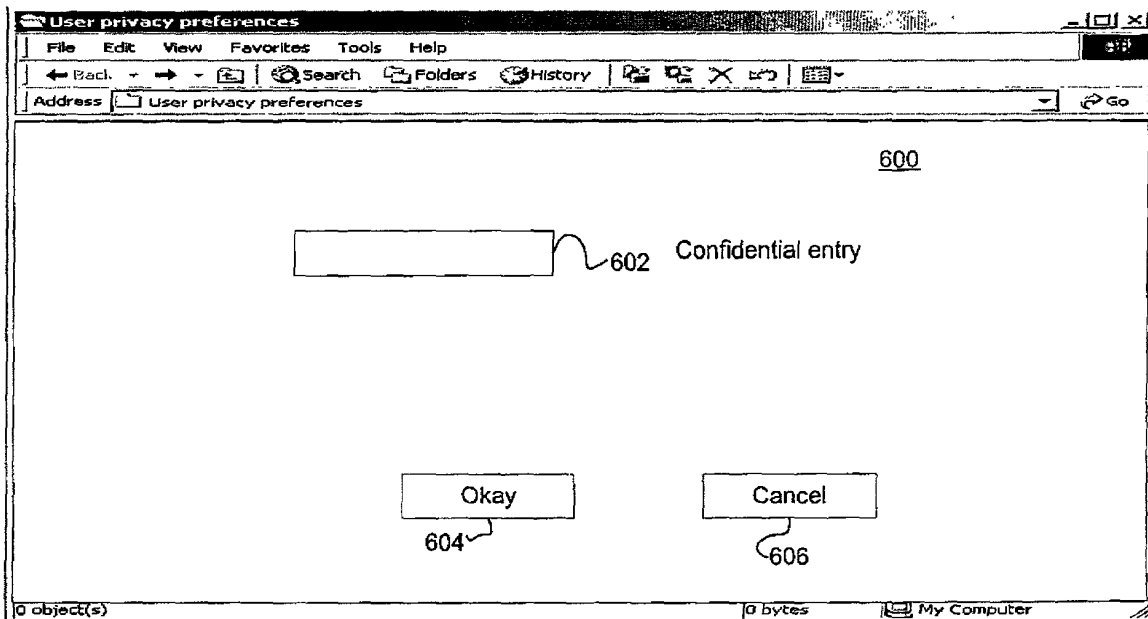 User privacy preferences
File Edit View Favorites Tools Help
Back Search Folders History
Address User privacy preferences Go
600
602 Confidential entry
Okay Cancel
604 606
0 object(s) 0 bytes My Computer